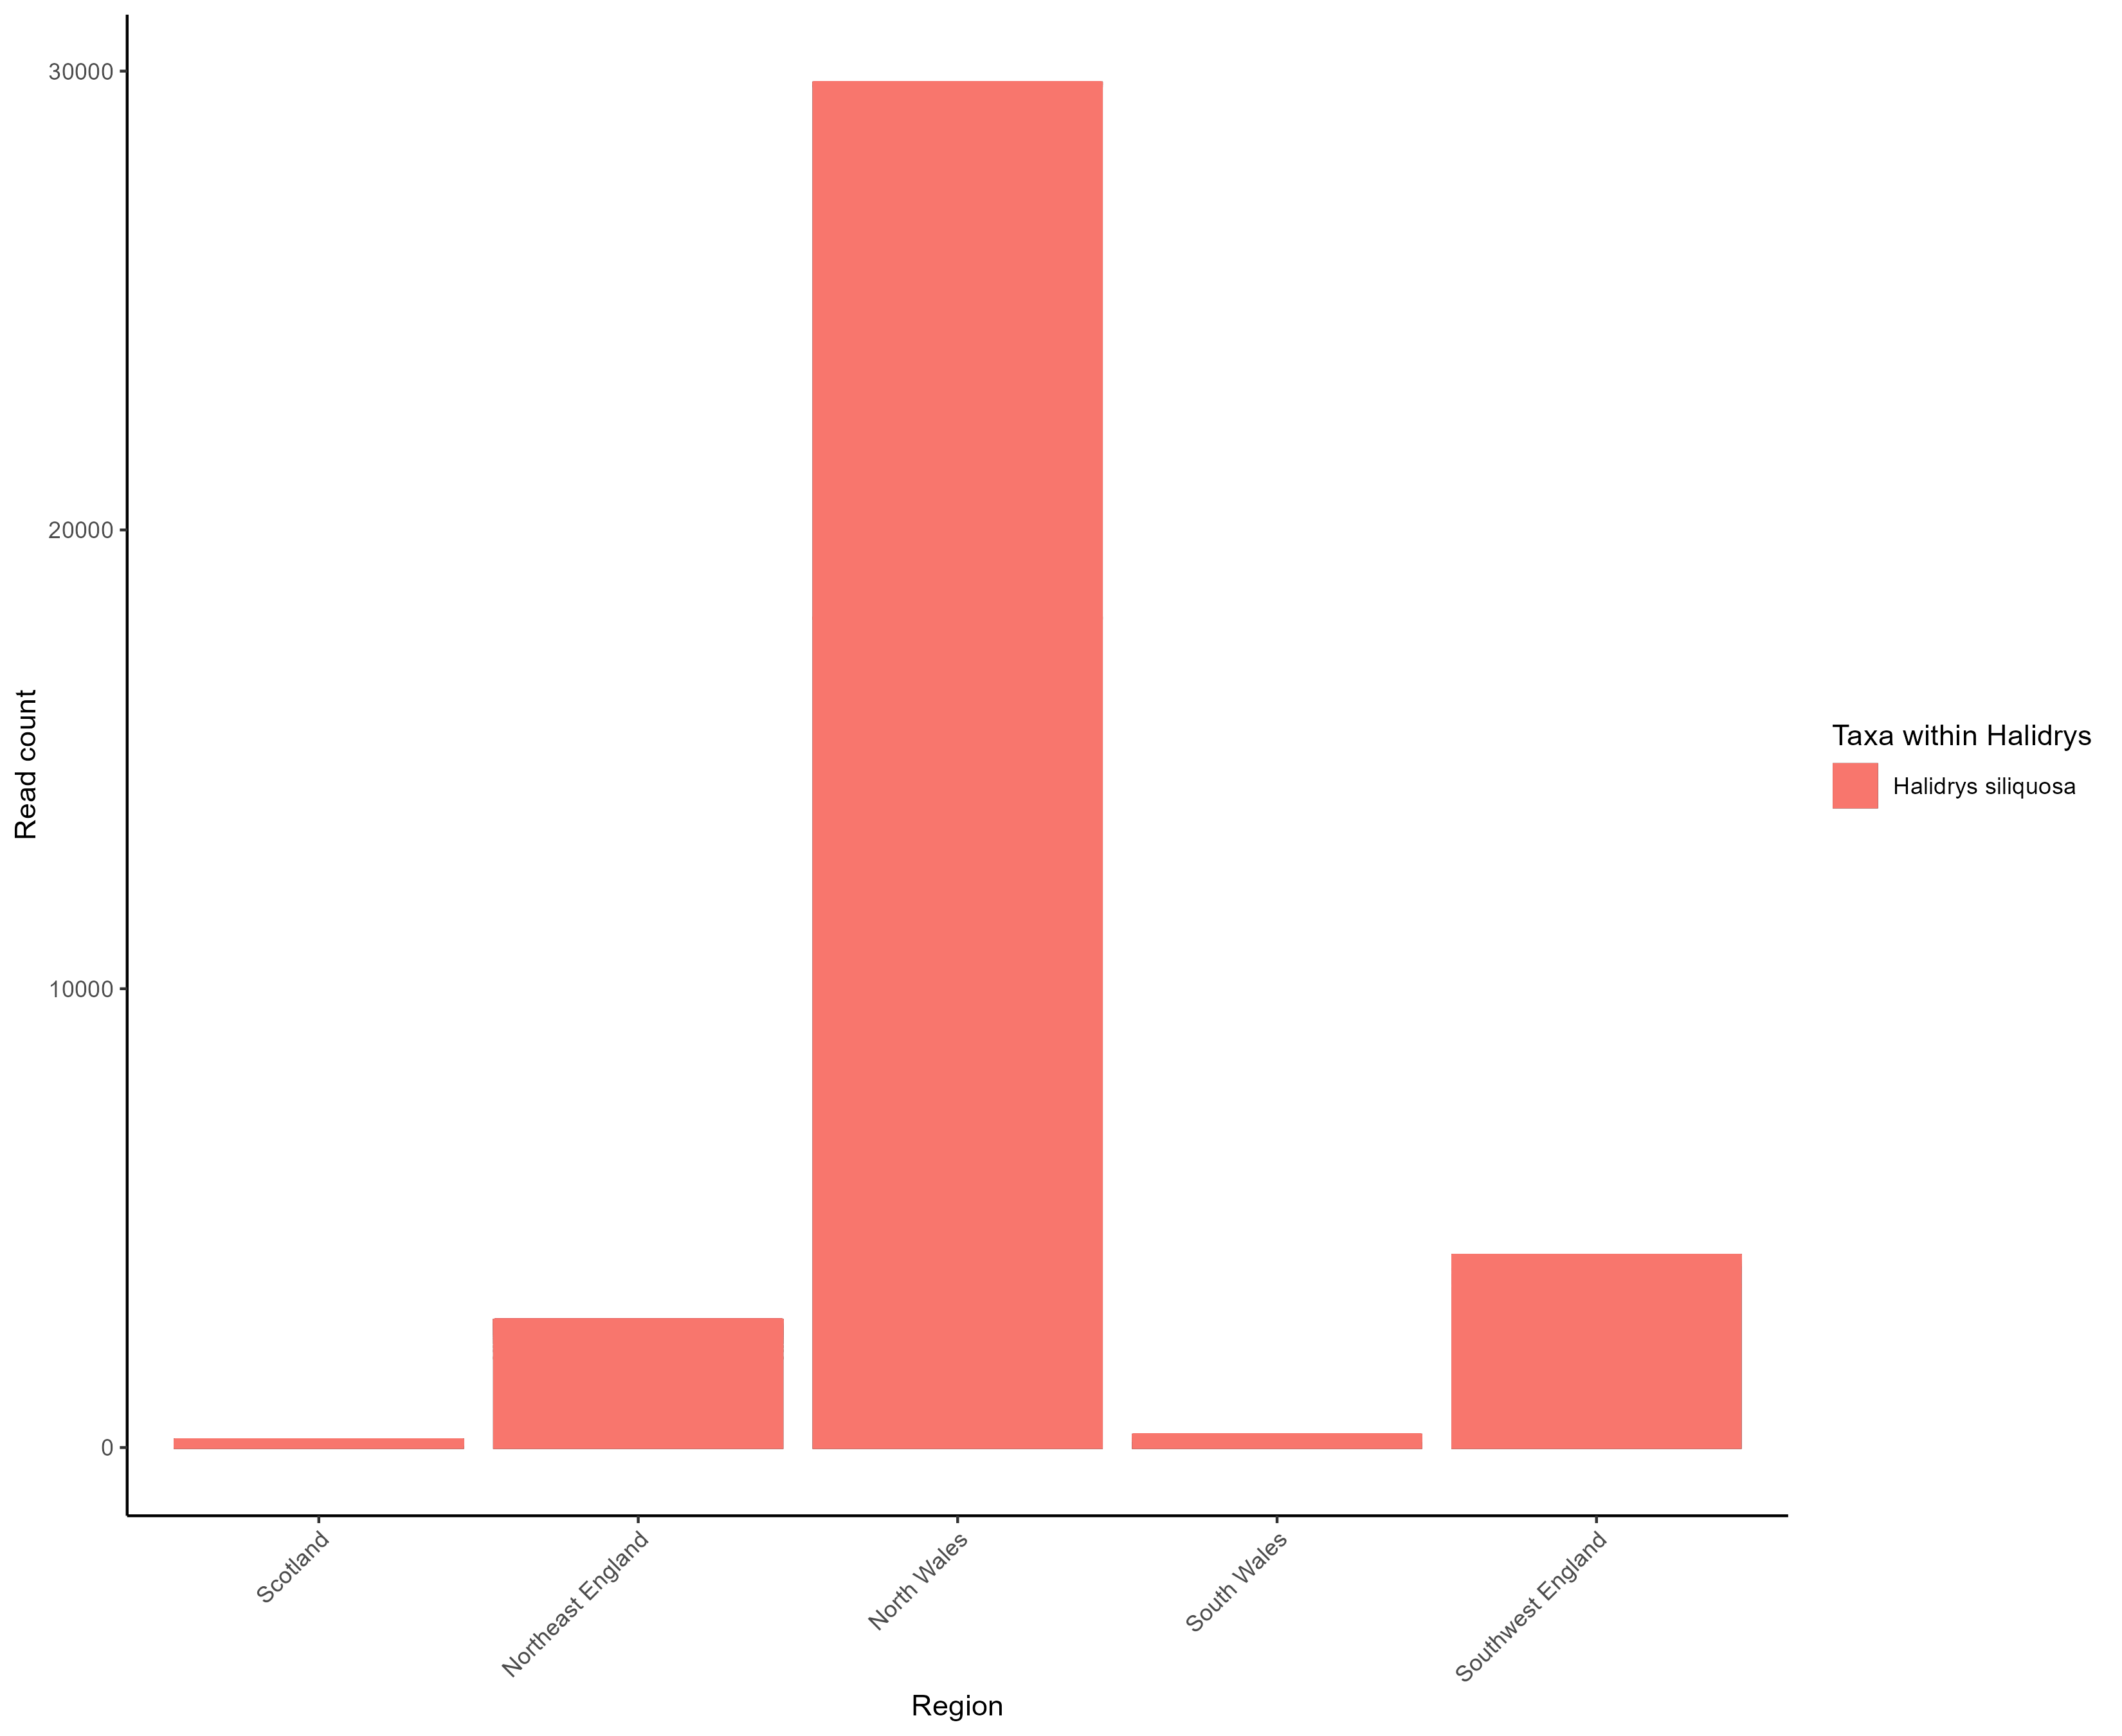 30000
20000
10000
0
Read count
Scotland
Northeast England
North Wales
South Wales
Southwest England
Region
Taxa within Halidrys
Halidrys siliquosa